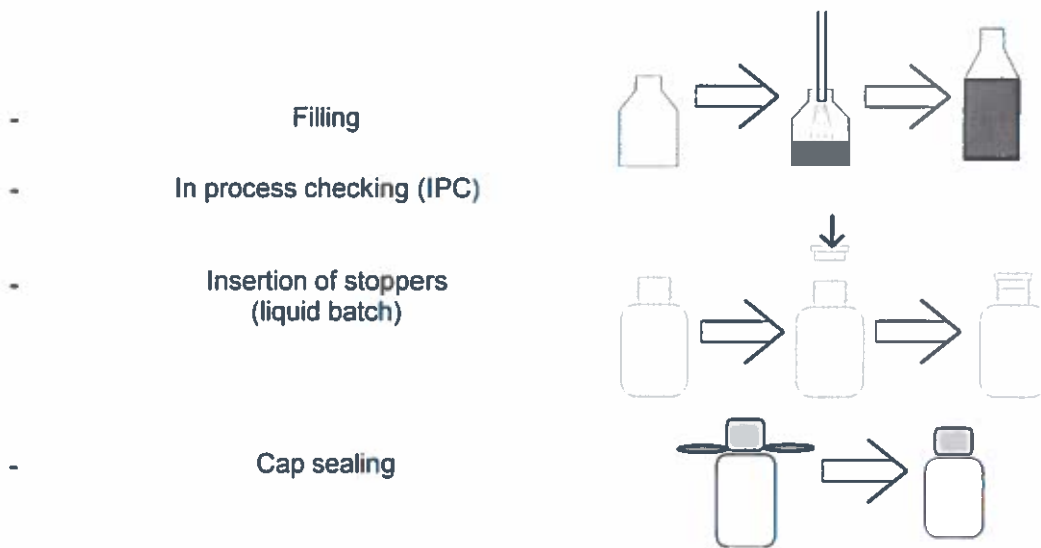 - Filling
- In process checking (IPC)
- Insertion of stoppers
(liquid batch)
- Cap sealing